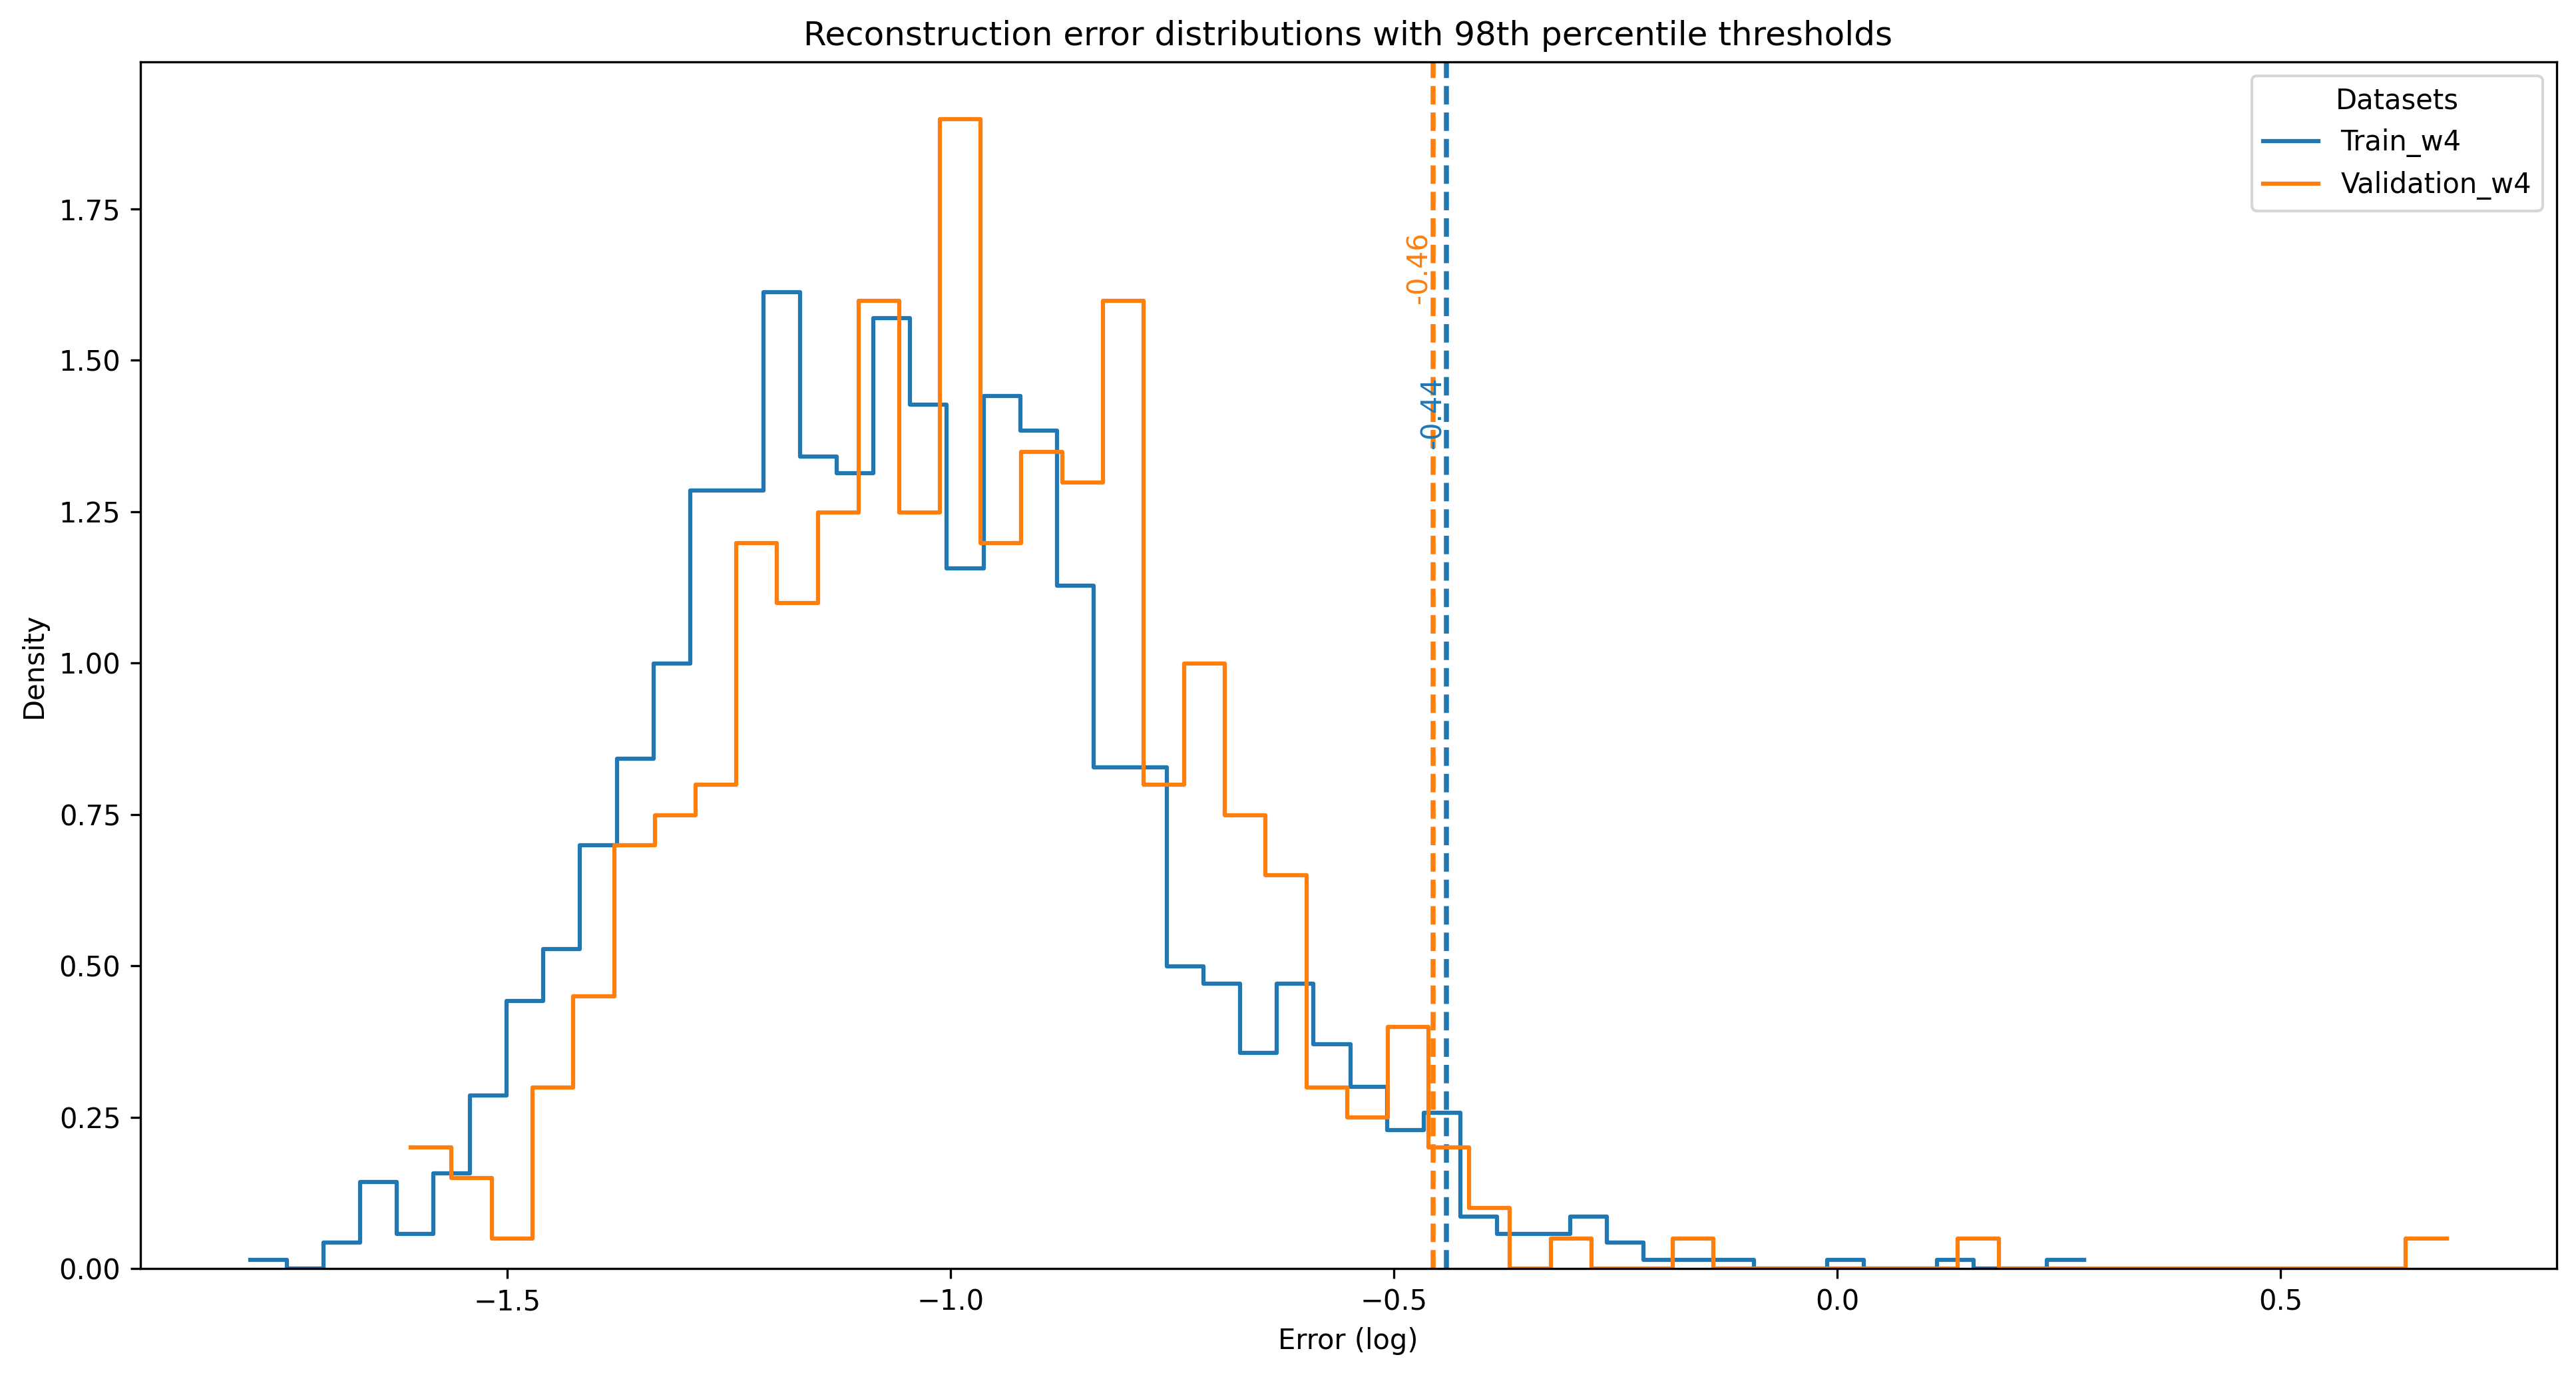 Reconstruction error distributions with 98th percentile thresholds
Datasets
Train_w4
Validation_w4
1.75
1.50
1.25
1.00
0.75
0.50
0.25
0.00
Density
-0.46
-0.44
−1.5
−1.0
−0.5
0.0
0.5
Error (log)